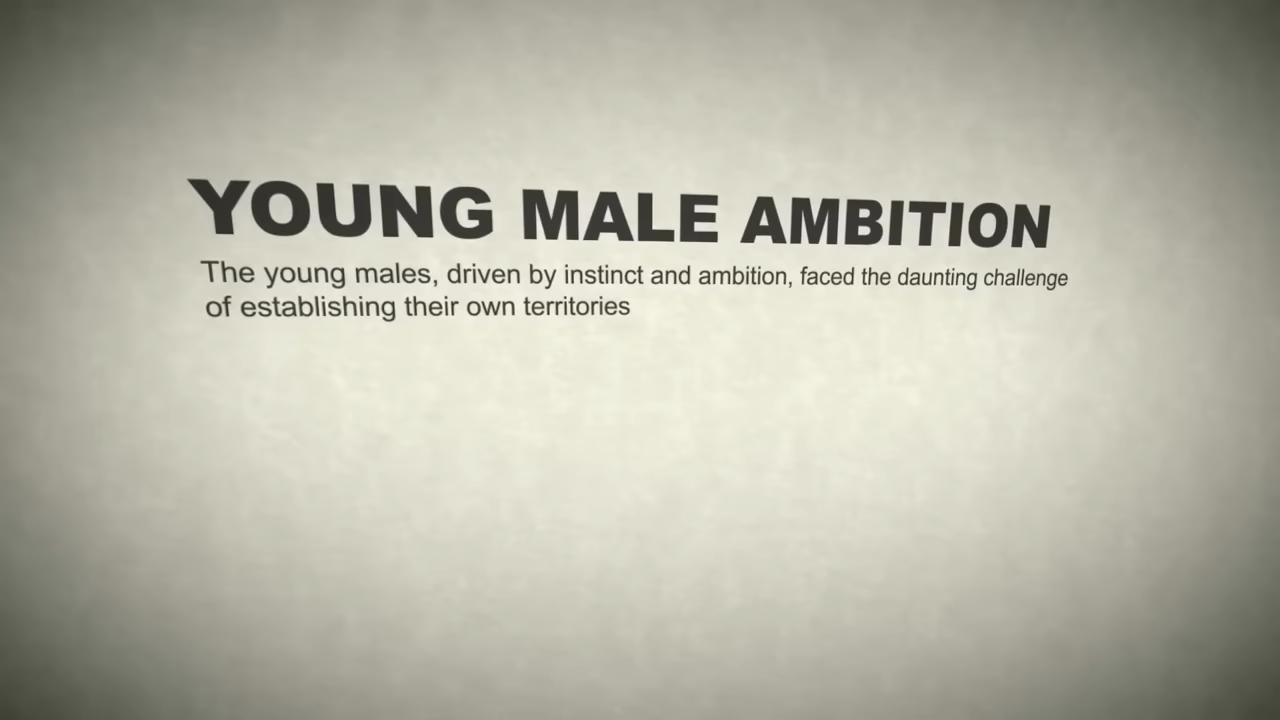 YOUNG MALE AMBITION
The young males, driven by instinct and ambition, faced the daunting challenge
of establishing their own territories